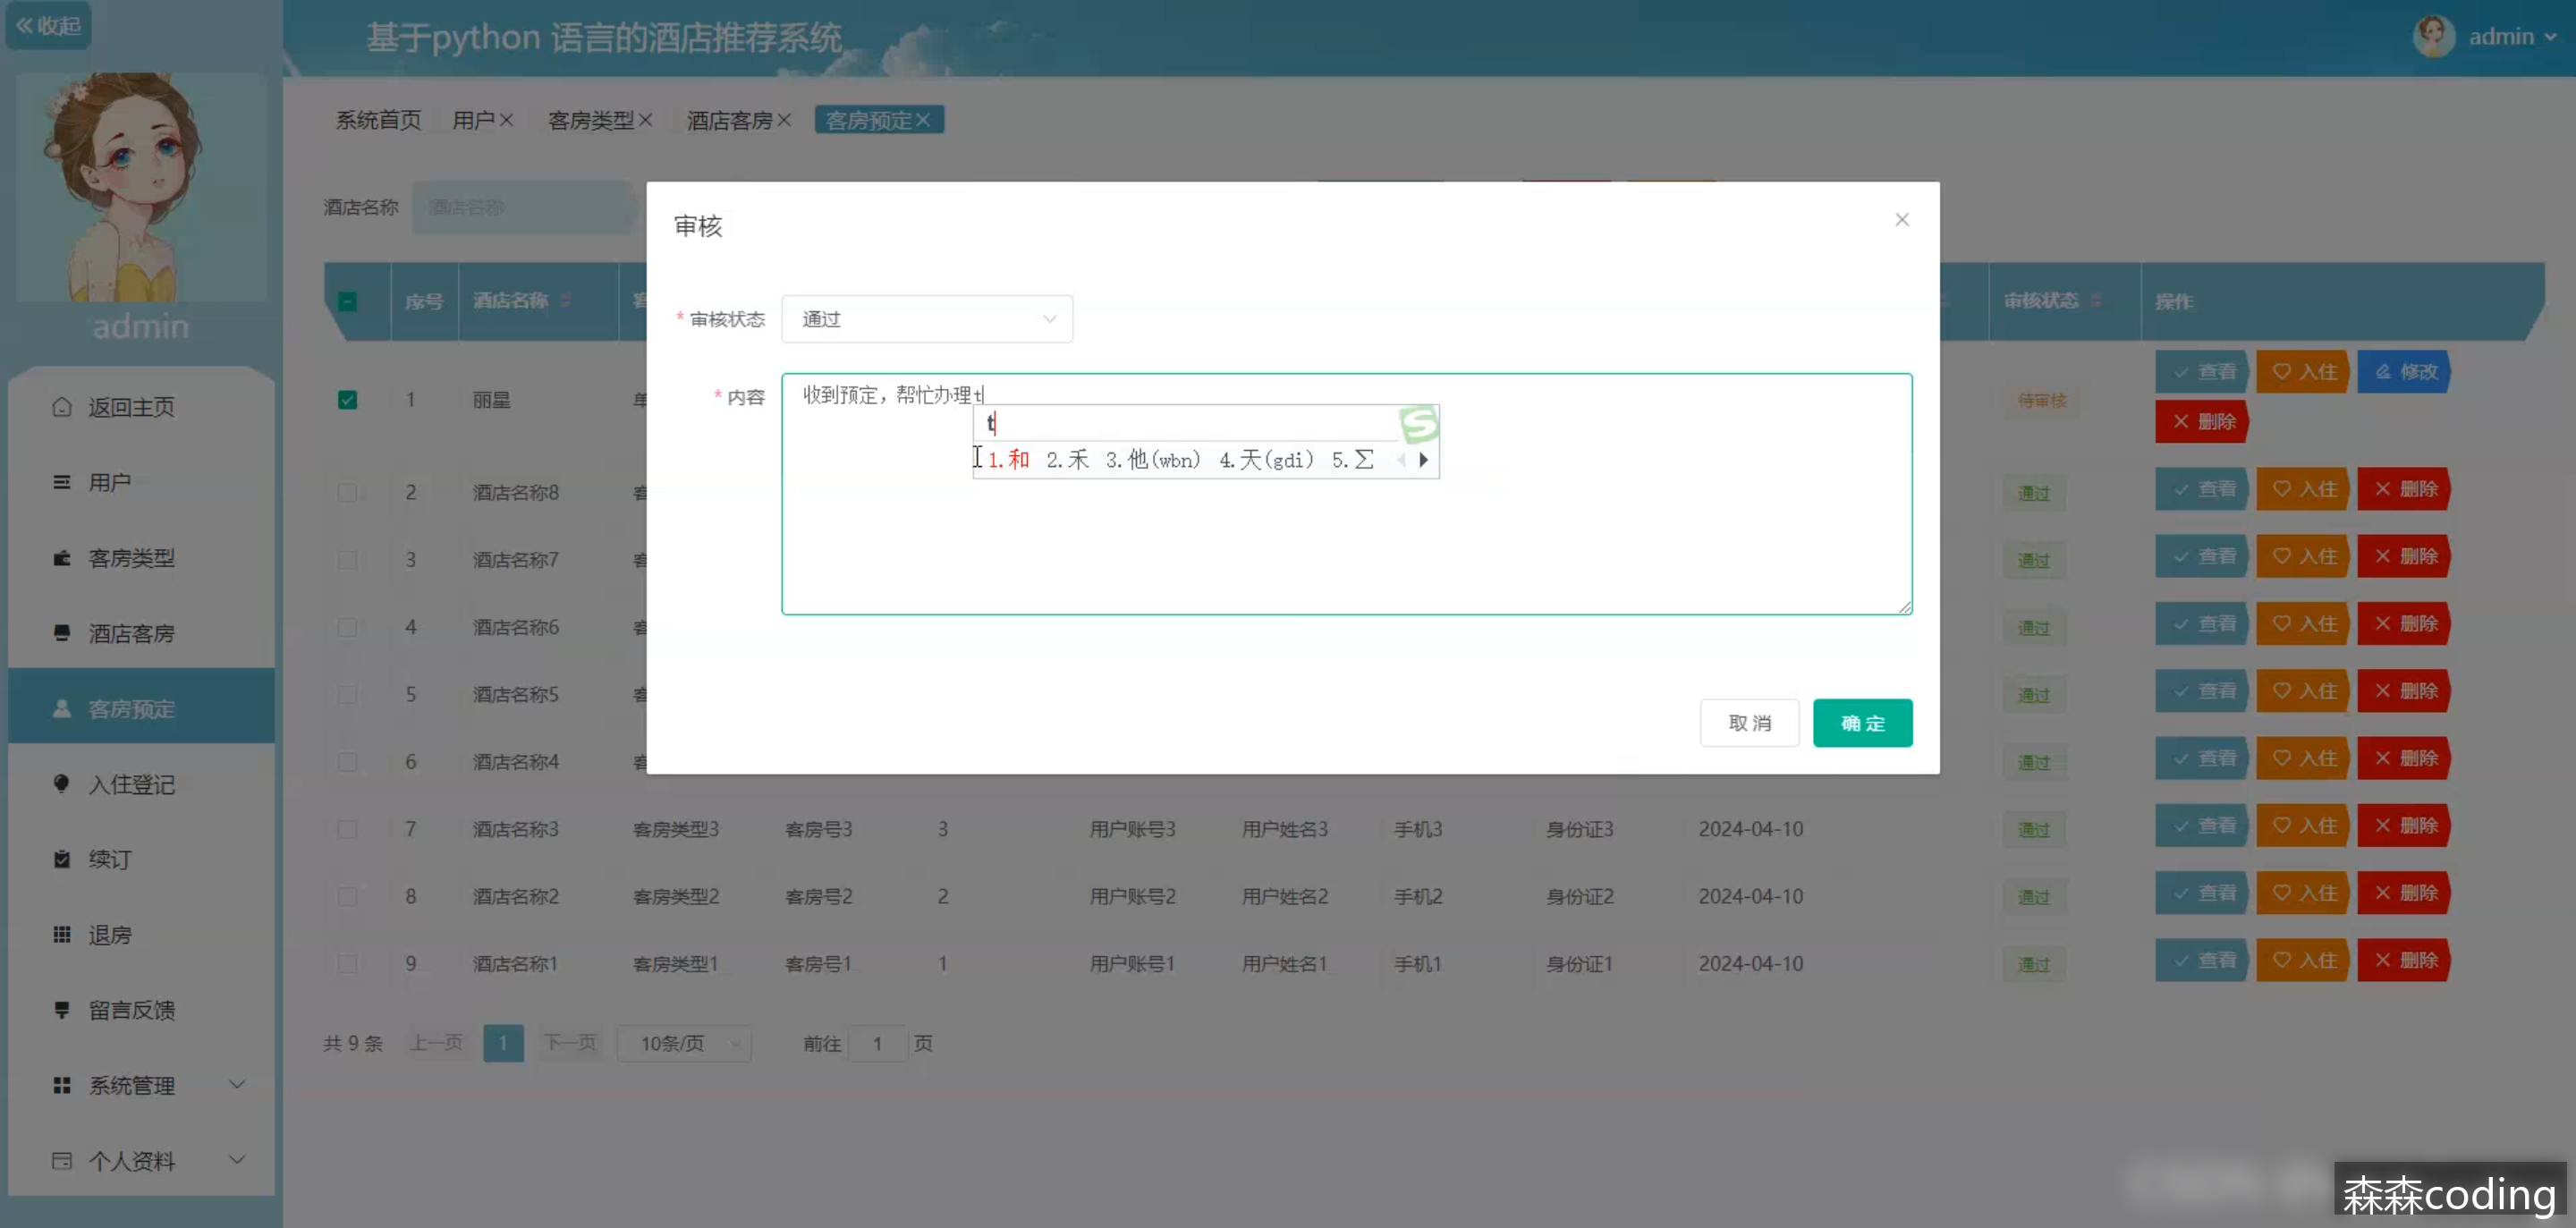 收起
基于python 语言的酒店推荐系统
admin
admin
返回主页
用户
客房类型
酒店客房
客房预定
入住登记
续订
退房
留言反馈
系统管理
个人资料
系统首页 用户 客房类型 酒店客房 客房预定
酒店名称 酒店名称
序号 酒店名称 审核状态 操作
审核
* 审核状态 通过
* 内容 收到预定，帮忙办理t
t
1.和 2.禾 3.他(wbn) 4.天(gdi) 5.∑
取消 确定
1 丽星 待审核 查看 入住 修改
删除
2 酒店名称8 通过 查看 入住 删除
3 酒店名称7 通过 查看 入住 删除
4 酒店名称6 通过 查看 入住 删除
5 酒店名称5 通过 查看 入住 删除
6 酒店名称4 通过 查看 入住 删除
7 酒店名称3 客房类型3 客房号3 3 用户账号3 用户姓名3 手机3 身份证3 2024-04-10 通过 查看 入住 删除
8 酒店名称2 客房类型2 客房号2 2 用户账号2 用户姓名2 手机2 身份证2 2024-04-10 通过 查看 入住 删除
9 酒店名称1 客房类型1 客房号1 1 用户账号1 用户姓名1 手机1 身份证1 2024-04-10 通过 查看 入住 删除
共 9 条 上一页 1 下一页 10条/页 前往 1 页
森森coding